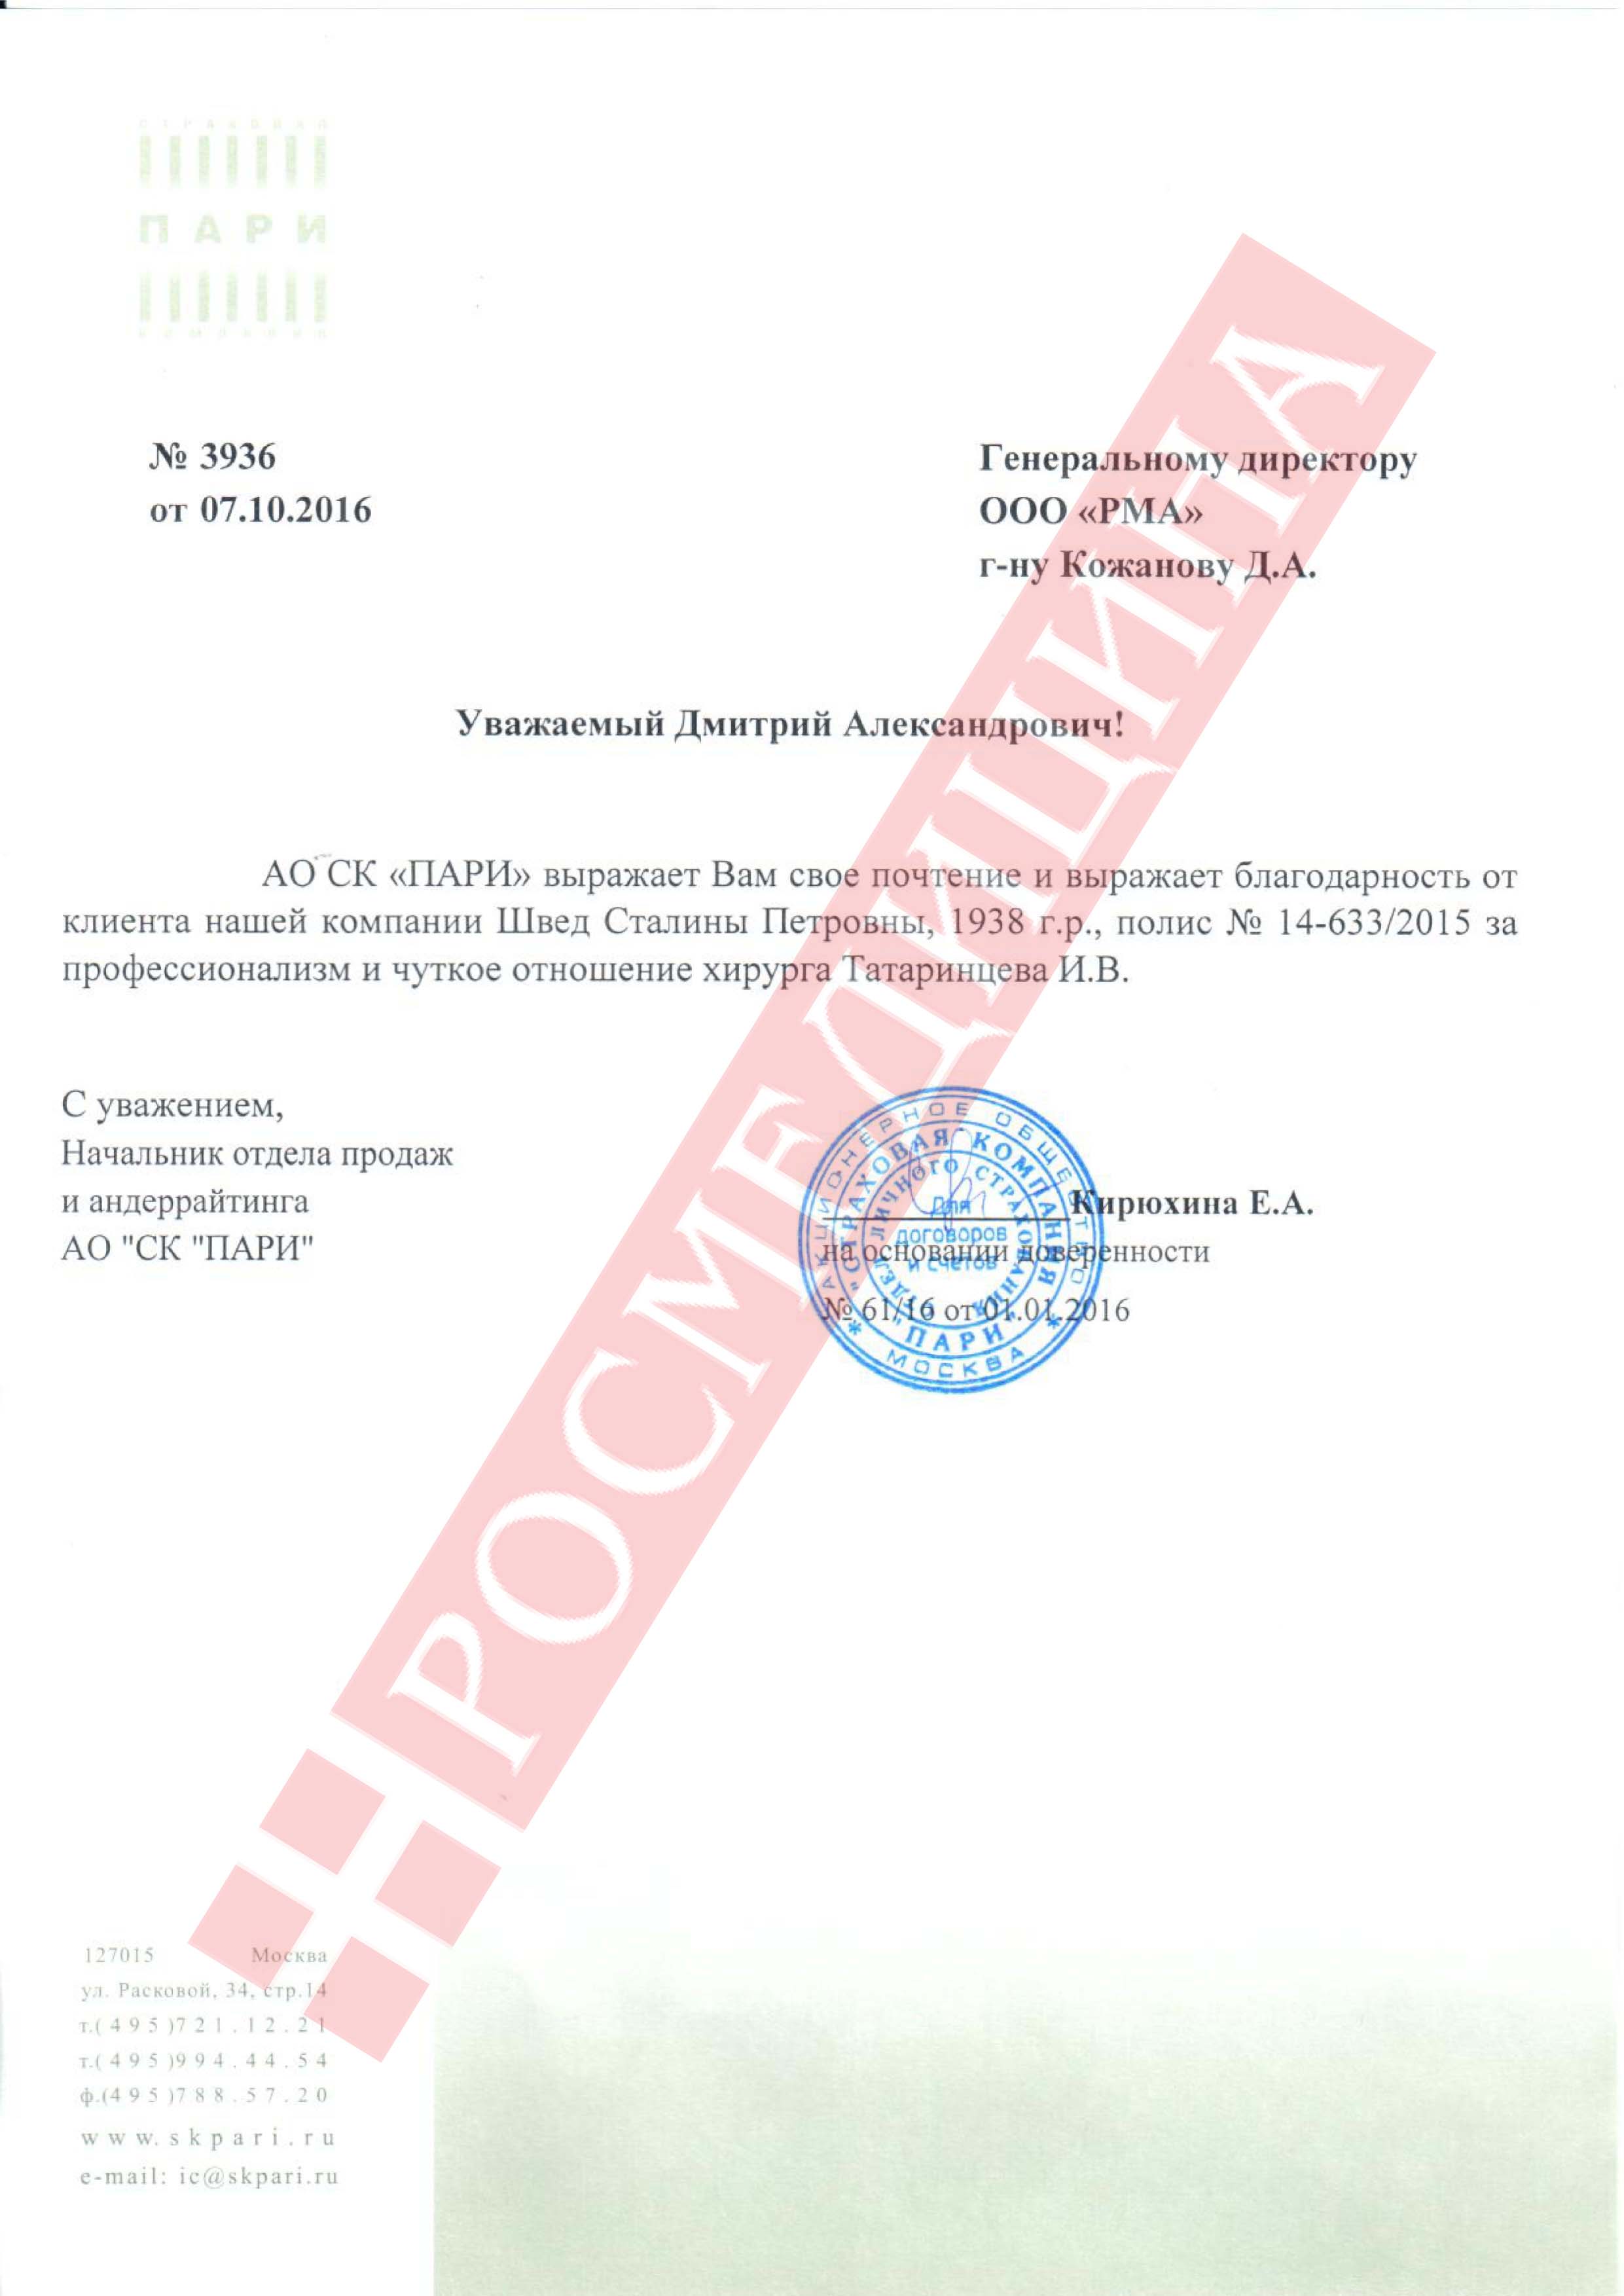 СТРАХОВАЯ
ПАРИ
КОМПАНИЯ
№ 3936
от 07.10.2016
Генеральному директору
ООО «РМА»
г-ну Кожанову Д.А.
Уважаемый Дмитрий Александрович!
АО СК «ПАРИ» выражает Вам свое почтение и выражает благодарность от
клиента нашей компании Швед Сталины Петровны, 1938 г.р., полис № 14-633/2015 за
профессионализм и чуткое отношение хирурга Татаринцева И.В.
С уважением,
Начальник отдела продаж
и андеррайтинга
АО "СК "ПАРИ"
Кирюхина Е.А.
на основании доверенности
№ 61/16 от 01.01.2016
АКЦИОНЕРНОЕ ОБЩЕСТВО
* МОСКВА *
"СТРАХОВАЯ КОМПАНИЯ
"ПАРИ"
ОТДЕЛ ЛИЧНОГО СТРАХОВАНИЯ
Для
договоров
и счетов
РОСМЕДИЦИНА
127015 Москва
ул. Расковой, 34, стр.14
т.(495)721.12.21
т.(495)994.44.54
ф.(495)788.57.20
www.skpari.ru
e-mail: ic@skpari.ru